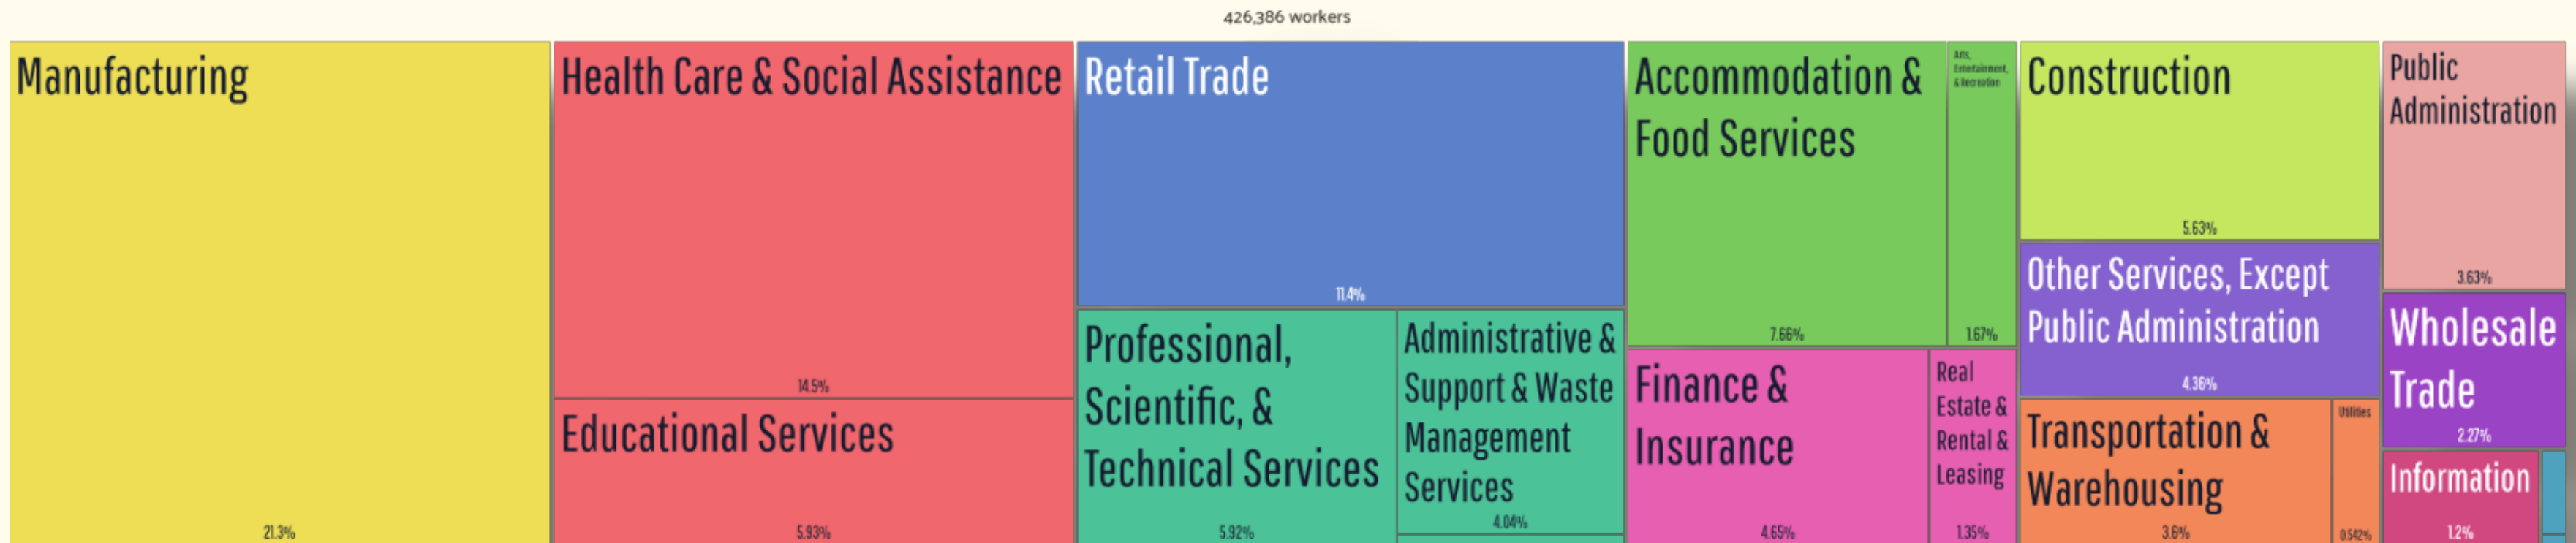 426,386 workers
Manufacturing
21.3%
Health Care & Social Assistance
14.5%
Educational Services
5.93%
Retail Trade
11.4%
Professional,
Scientific, &
Technical Services
5.92%
Administrative &
Support & Waste
Management
Services
4.04%
Accommodation &
Food Services
7.66%
Arts,
Entertainment,
& Recreation
1.67%
Finance &
Insurance
4.65%
Real
Estate &
Rental &
Leasing
1.35%
Construction
5.63%
Other Services, Except
Public Administration
4.36%
Transportation &
Warehousing
3.6%
Utilities
0.542%
Public
Administration
3.63%
Wholesale
Trade
2.27%
Information
1.2%